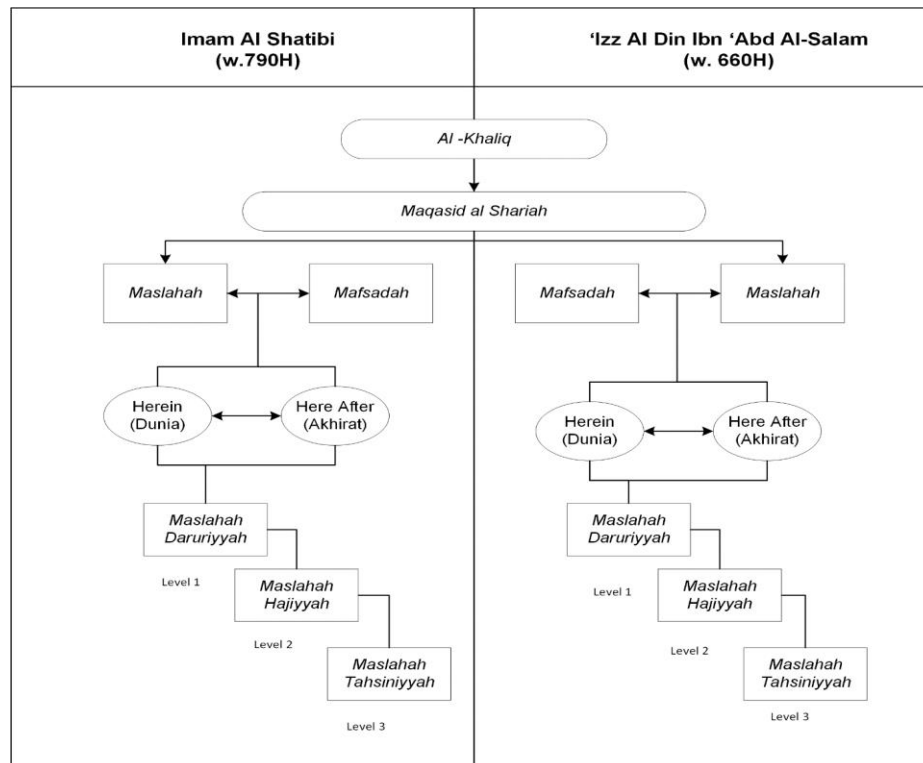 Imam Al Shatibi
(w.790H)
‘Izz Al Din Ibn ‘Abd Al-Salam
(w. 660H)
Al -Khaliq
Maqasid al Shariah
Maslahah
Mafsadah
Mafsadah
Maslahah
Herein
(Dunia)
Here After
(Akhirat)
Herein
(Dunia)
Here After
(Akhirat)
Maslahah
Daruriyyah
Level 1
Maslahah
Hajiyyah
Level 2
Maslahah
Tahsiniyyah
Level 3
Maslahah
Daruriyyah
Level 1
Maslahah
Hajiyyah
Level 2
Maslahah
Tahsiniyyah
Level 3